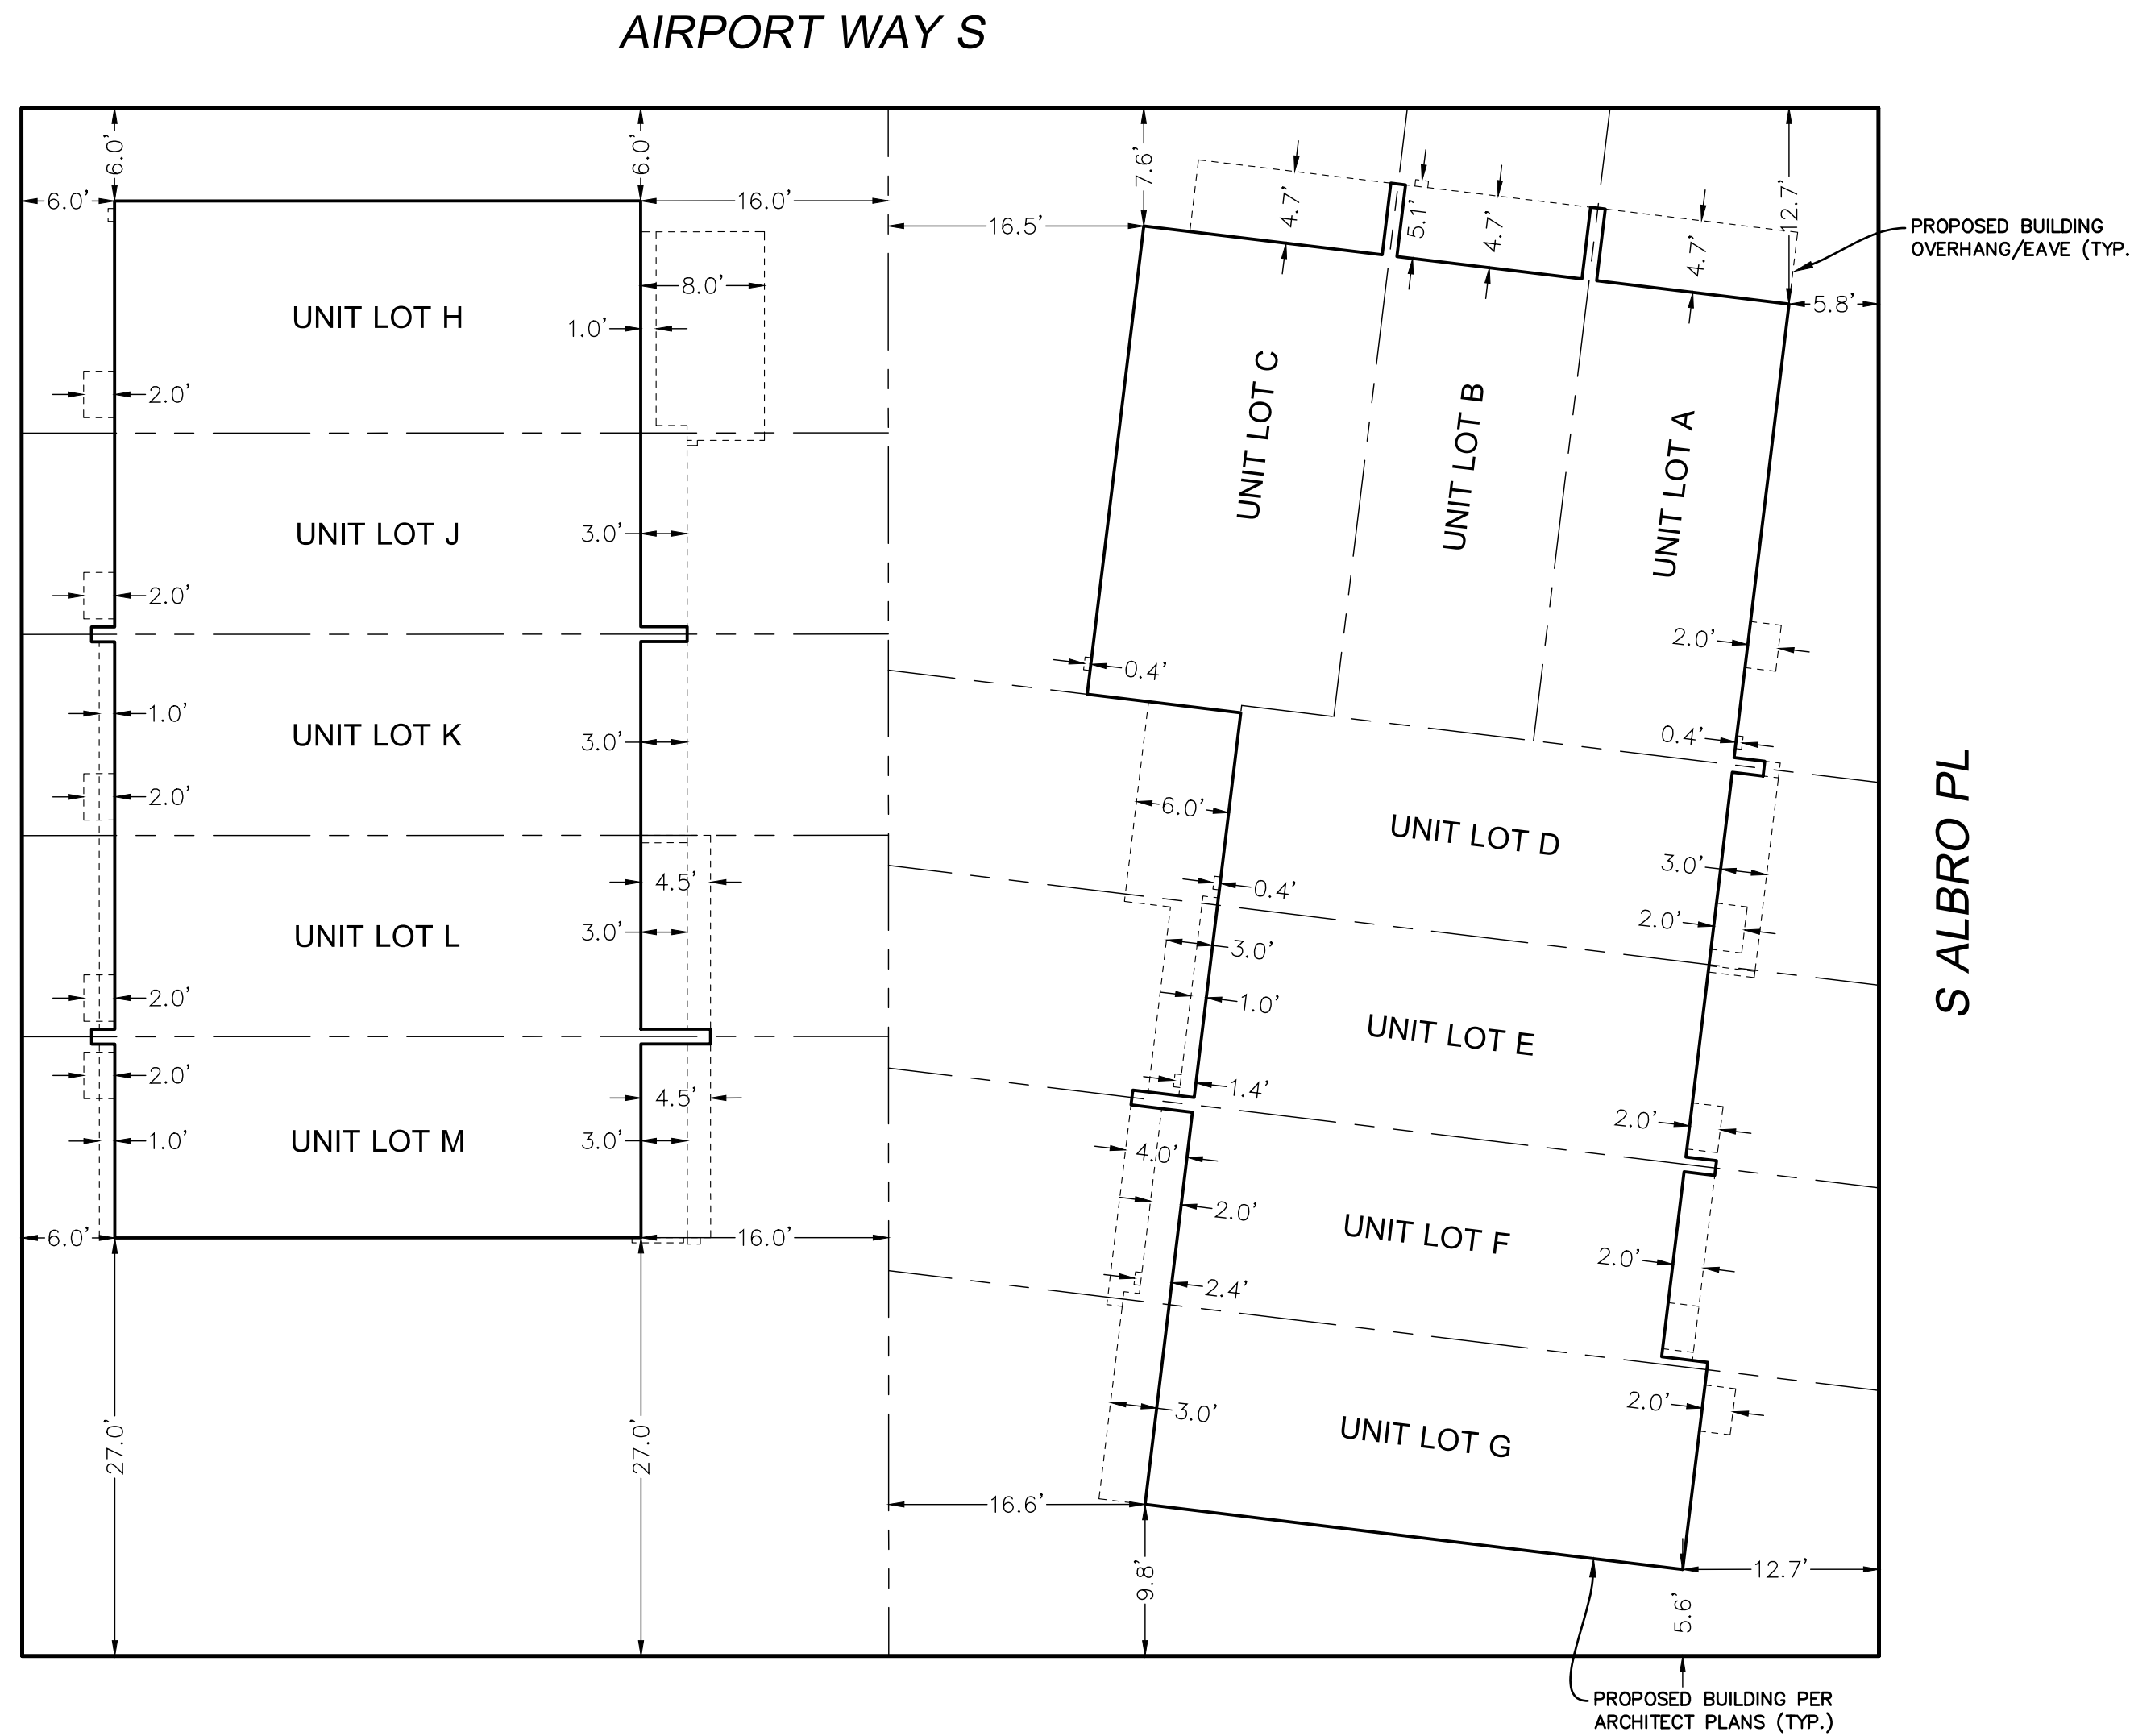 AIRPORT WAY S
6.0'
6.0'
7.6'
12.7'
6.0'
16.0'
16.5'
4.7'
5.1'
4.7'
4.7'
PROPOSED BUILDING
OVERHANG/EAVE (TYP.
8.0'
5.8'
UNIT LOT H
1.0'
2.0'
UNIT LOT C
UNIT LOT B
UNIT LOT A
UNIT LOT J
3.0'
2.0'
2.0'
0.4'
0.4'
UNIT LOT K
1.0'
3.0'
2.0'
6.0'
UNIT LOT D
3.0'
4.5'
0.4'
2.0'
UNIT LOT L
3.0'
3.0'
2.0'
1.0'
UNIT LOT E
S ALBRO PL
2.0'
4.5'
1.4'
2.0'
UNIT LOT M
1.0'
3.0'
4.0'
2.0'
UNIT LOT F
2.0'
6.0'
16.0'
2.4'
3.0'
UNIT LOT G
2.0'
27.0'
27.0'
16.6'
9.8'
12.7'
5.6'
PROPOSED BUILDING PER
ARCHITECT PLANS (TYP.)